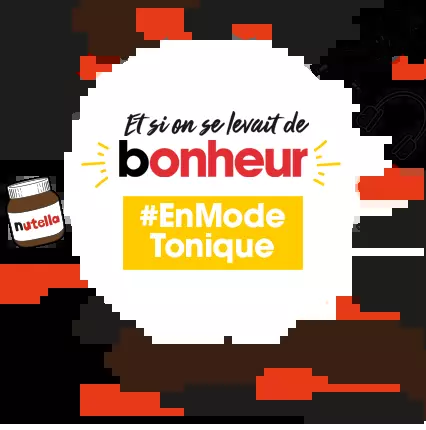 Et si on se levait de
bonheur
#EnMode
Tonique
nutella